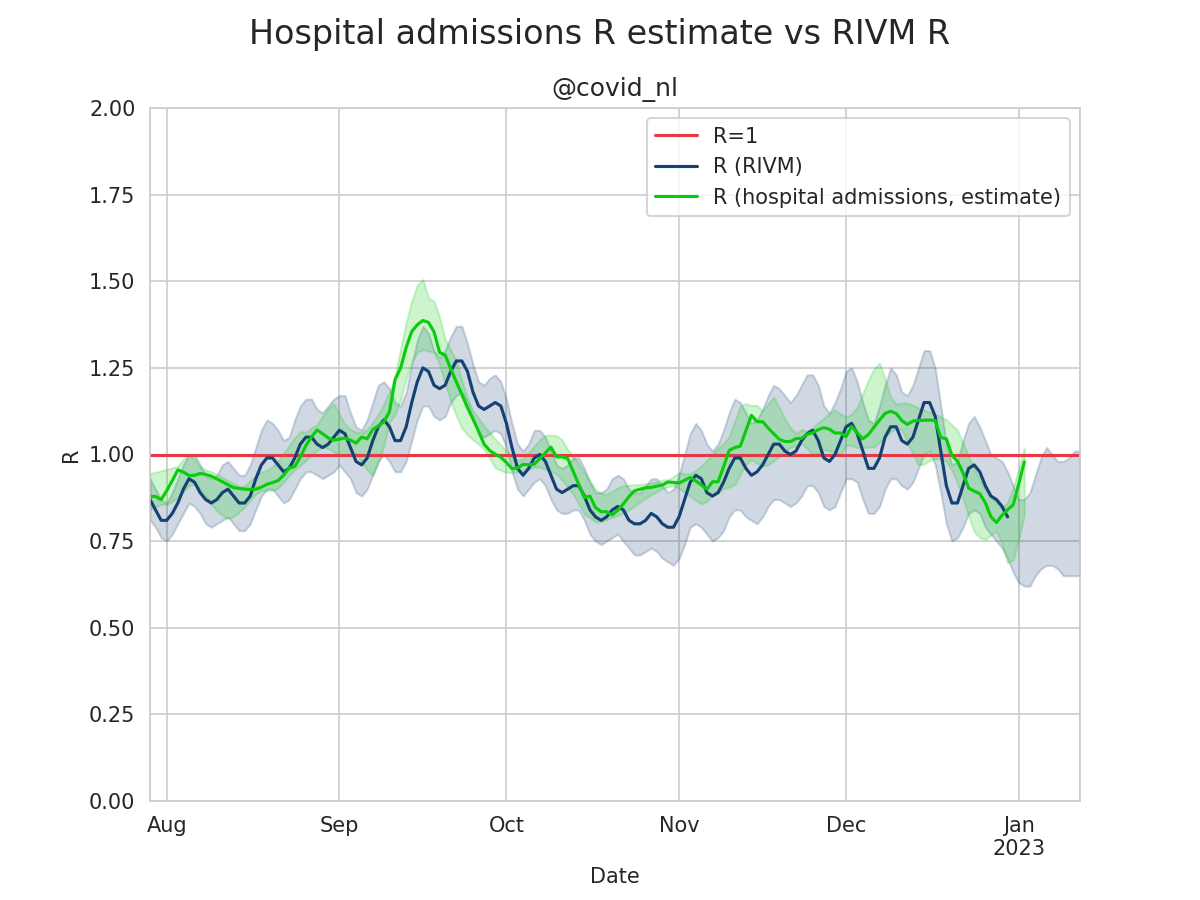 Hospital admissions R estimate vs RIVM R
@covid_nl
R=1
R (RIVM)
R (hospital admissions, estimate)
2.00
1.75
1.50
1.25
1.00
0.75
0.50
0.25
0.00
R
Aug Sep Oct Nov Dec Jan
2023
Date